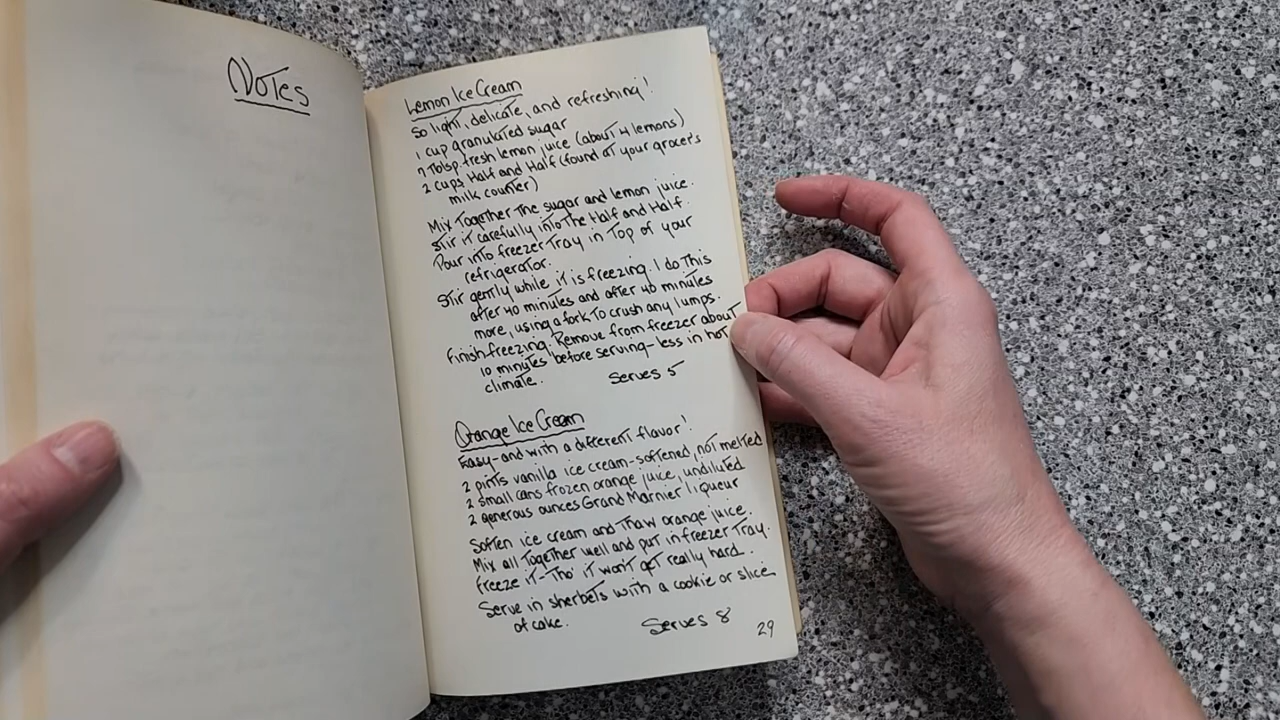 Notes
Lemon Ice Cream
So light, delicate, and refreshing!
1 cup granulated sugar
7 Tblsp. fresh lemon juice (about 4 lemons)
2 cups Half and Half (found at your grocer's
milk counter)
Mix together the sugar and lemon juice.
Stir it carefully into the Half and Half.
Pour into freezer tray in top of your
refrigerator.
Stir gently while it is freezing. I do this
after 40 minutes and after 40 minutes
more, using a fork to crush any lumps.
Finish freezing. Remove from freezer about
10 minutes before serving - less in hot
climate.
Serves 5
Orange Ice Cream
Easy - and with a different flavor!
2 pints vanilla ice cream - softened, not melted
2 small cans frozen orange juice, undiluted
2 generous ounces Grand Marnier liqueur
Soften ice cream and thaw orange juice.
Mix all together well and put in freezer tray.
Freeze it - tho' it won't get really hard.
Serve in sherbets with a cookie or slice
of cake.
Serves 8
29